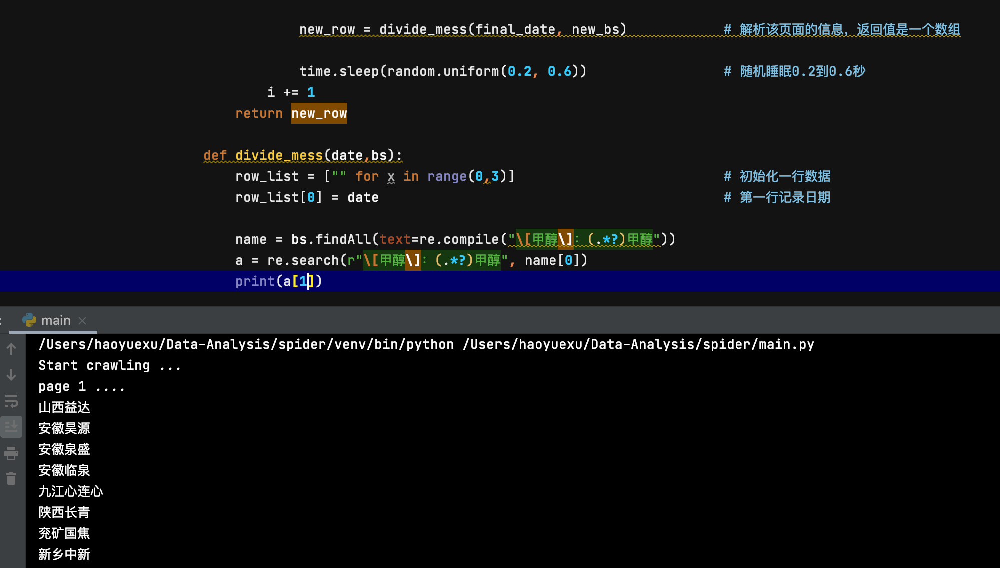 new_row = divide_mess(final_date, new_bs) # 解析该页面的信息，返回值是一个数组
time.sleep(random.uniform(0.2, 0.6)) # 随机睡眠0.2到0.6秒
i += 1
return new_row
def divide_mess(date,bs):
row_list = ["" for x in range(0,3)] # 初始化一行数据
row_list[0] = date # 第一行记录日期
name = bs.findAll(text=re.compile("\[甲醇\]：(.*?)甲醇"))
a = re.search(r"\[甲醇\]：(.*?)甲醇", name[0])
print(a[1])
main
/Users/haoyuexu/Data-Analysis/spider/venv/bin/python /Users/haoyuexu/Data-Analysis/spider/main.py
Start crawling ...
page 1 ....
山西益达
安徽昊源
安徽泉盛
安徽临泉
九江心连心
陕西长青
兖矿国焦
新乡中新